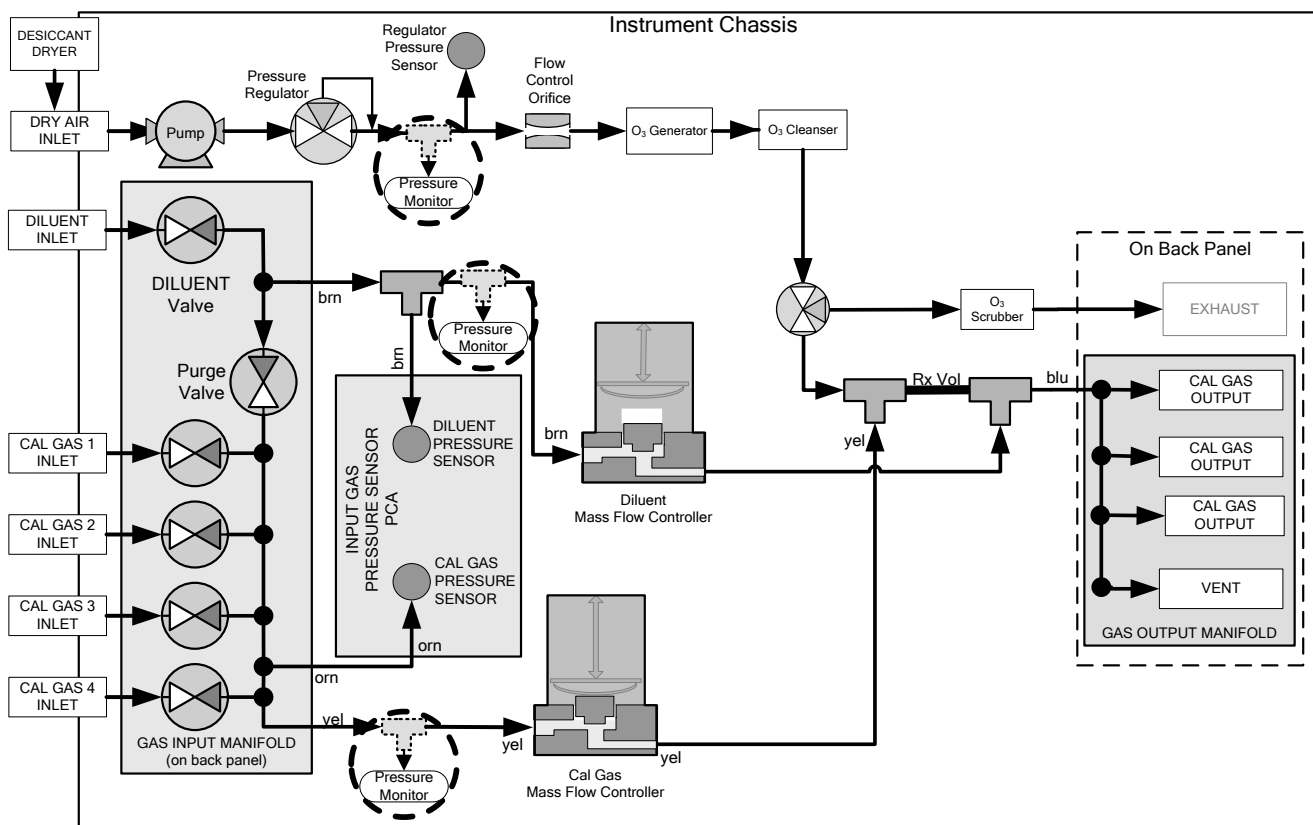 Instrument Chassis
DESICCANT
DRYER
DRY AIR
INLET
Pump
Pressure
Regulator
Regulator
Pressure
Sensor
Pressure
Monitor
Flow
Control
Orifice
O₃ Generator
O₃ Cleanser
DILUENT
INLET
DILUENT
Valve
brn
Pressure
Monitor
brn
Purge
Valve
On Back Panel
O₃
Scrubber
EXHAUST
INPUT GAS
PRESSURE SENSOR
PCA
DILUENT
PRESSURE
SENSOR
CAL GAS
PRESSURE
SENSOR
brn
Diluent
Mass Flow Controller
Rx Vol
yel
blu
CAL GAS
OUTPUT
CAL GAS
OUTPUT
CAL GAS
OUTPUT
VENT
GAS OUTPUT MANIFOLD
CAL GAS 1
INLET
CAL GAS 2
INLET
CAL GAS 3
INLET
CAL GAS 4
INLET
orn
orn
yel
GAS INPUT MANIFOLD
(on back panel)
Pressure
Monitor
yel
yel
Cal Gas
Mass Flow Controller